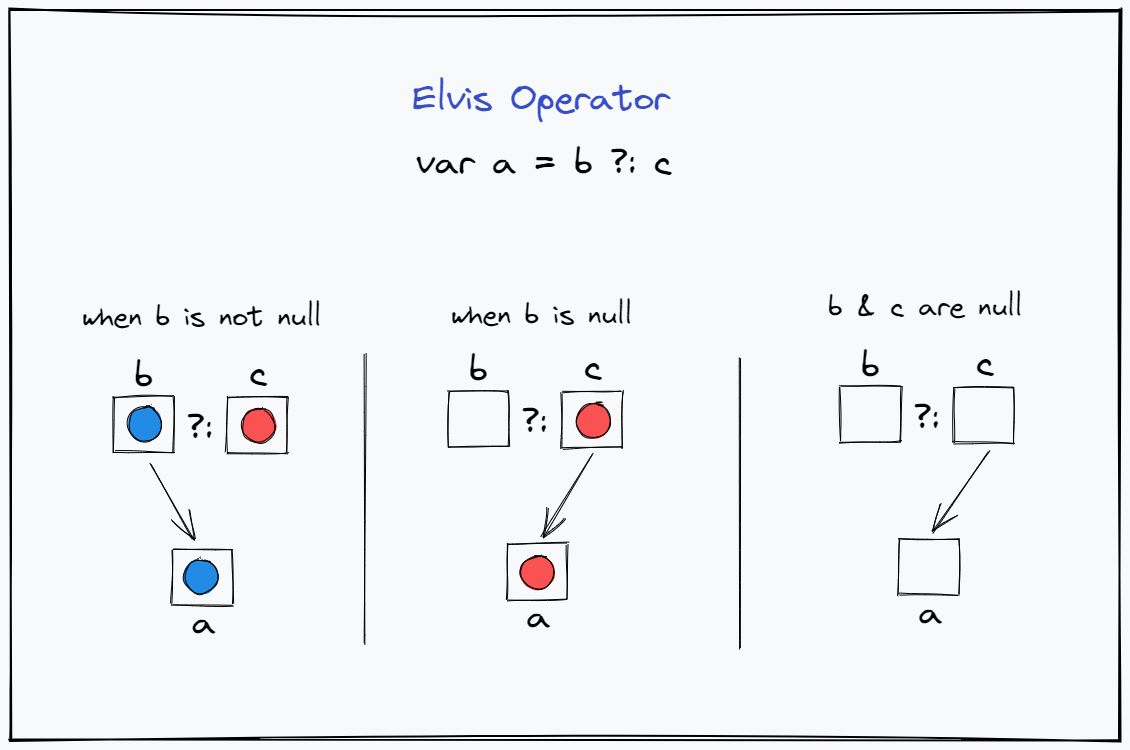 Elvis Operator
var a = b ?: c
when b is not null
b c
?:
a
when b is null
b c
?:
a
b & c are null
b c
?:
a